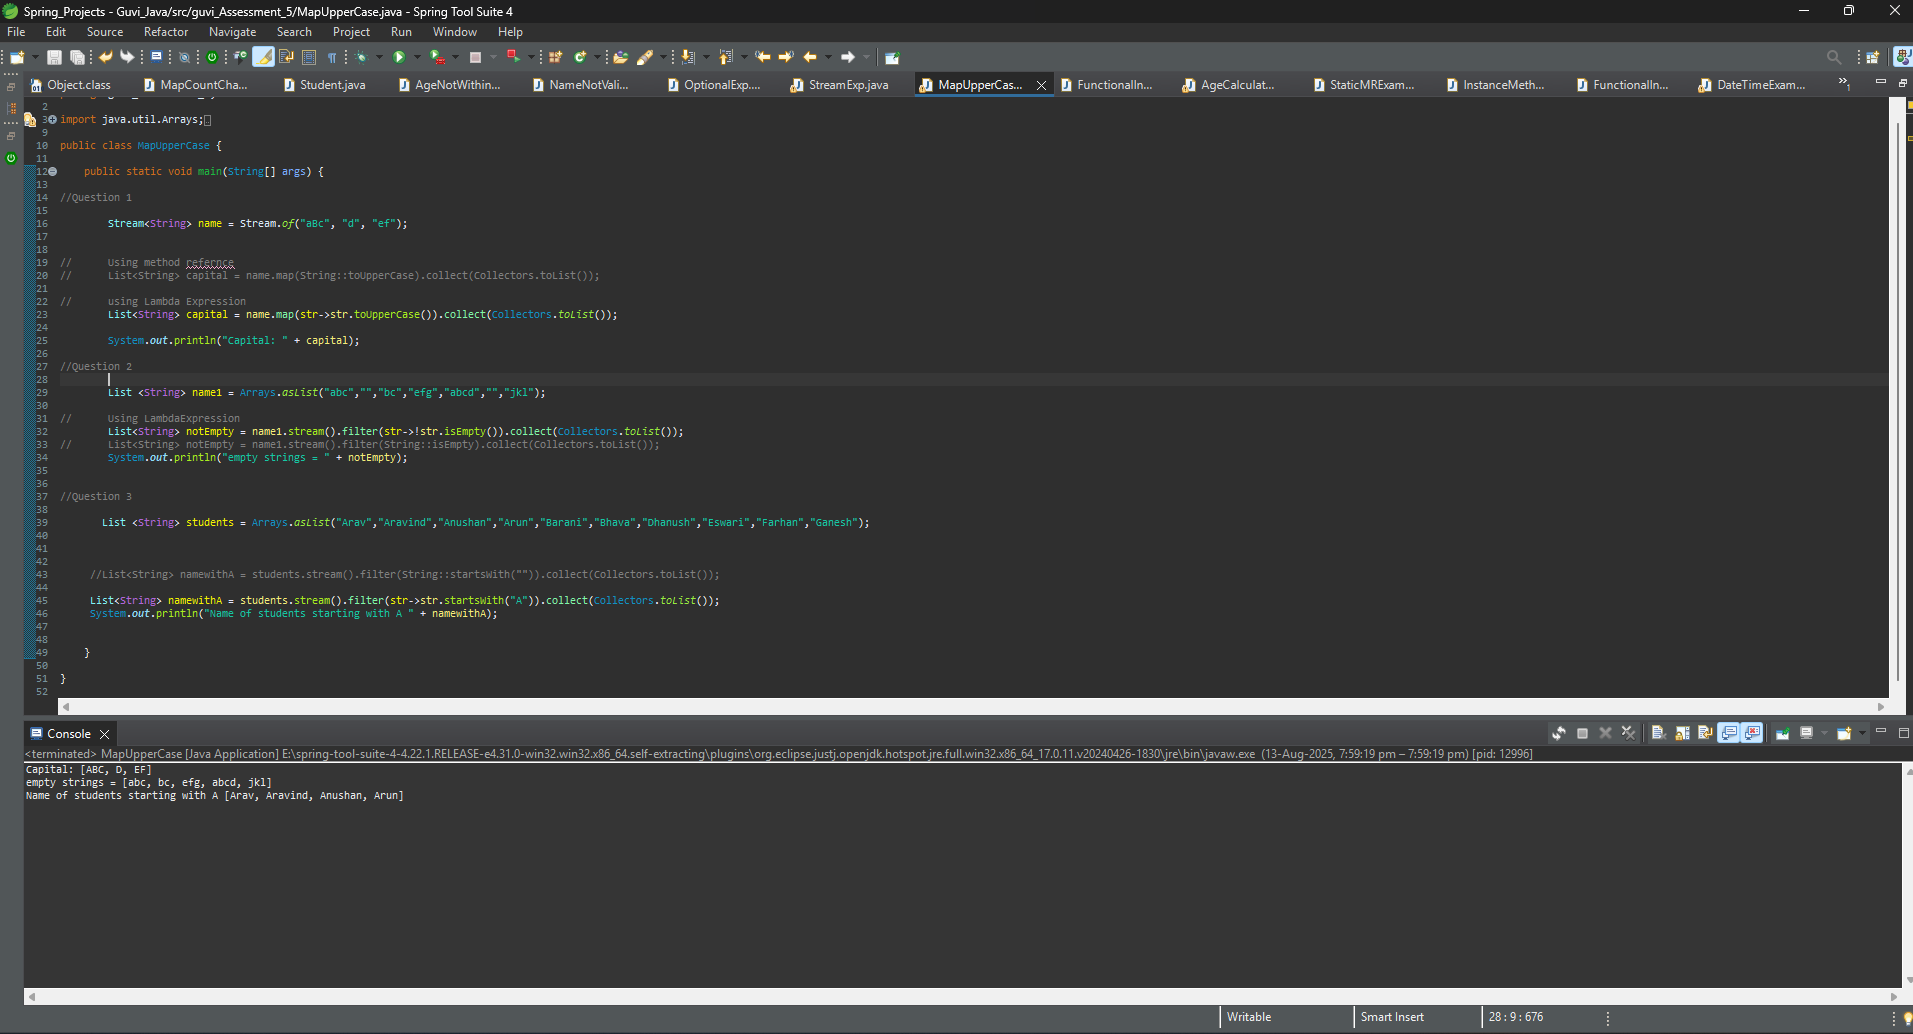 Spring_Projects - Guvi_Java/src/guvi_Assessment_5/MapUpperCase.java - Spring Tool Suite 4
File Edit Source Refactor Navigate Search Project Run Window Help
Object.class MapCountCha... Student.java AgeNotWithin... NameNotVali... OptionalExp.... StreamExp.java MapUpperCas... FunctionalIn... AgeCalculat... StaticMRExam... InstanceMeth... FunctionalIn... DateTimeExam... »1
2
3 import java.util.Arrays;
9
10 public class MapUpperCase {
11
12 public static void main(String[] args) {
13
14 //Question 1
15
16 Stream<String> name = Stream.of("aBc", "d", "ef");
17
18
19 // Using method refernce
20 // List<String> capital = name.map(String::toUpperCase).collect(Collectors.toList());
21
22 // using Lambda Expression
23 List<String> capital = name.map(str->str.toUpperCase()).collect(Collectors.toList());
24
25 System.out.println("Capital: " + capital);
26
27 //Question 2
28
29 List <String> name1 = Arrays.asList("abc","","bc","efg","abcd","","jkl");
30
31 // Using LambdaExpression
32 List<String> notEmpty = name1.stream().filter(str->!str.isEmpty()).collect(Collectors.toList());
33 // List<String> notEmpty = name1.stream().filter(String::isEmpty).collect(Collectors.toList());
34 System.out.println("empty strings = " + notEmpty);
35
36
37 //Question 3
38
39 List <String> students = Arrays.asList("Arav","Aravind","Anushan","Arun","Barani","Bhava","Dhanush","Eswari","Farhan","Ganesh");
40
41
42
43 //List<String> namewithA = students.stream().filter(String::startsWith("")).collect(Collectors.toList());
44
45 List<String> namewithA = students.stream().filter(str->str.startsWith("A")).collect(Collectors.toList());
46 System.out.println("Name of students starting with A " + namewithA);
47
48
49 }
50
51 }
52
Console
<terminated> MapUpperCase [Java Application] E:\spring-tool-suite-4-4.22.1.RELEASE-e4.31.0-win32.win32.x86_64.self-extracting\plugins\org.eclipse.justj.openjdk.hotspot.jre.full.win32.x86_64_17.0.11.v20240426-1830\jre\bin\javaw.exe (13-Aug-2025, 7:59:19 pm – 7:59:19 pm) [pid: 12996]
Capital: [ABC, D, EF]
empty strings = [abc, bc, efg, abcd, jkl]
Name of students starting with A [Arav, Aravind, Anushan, Arun]
Writable Smart Insert 28 : 9 : 676